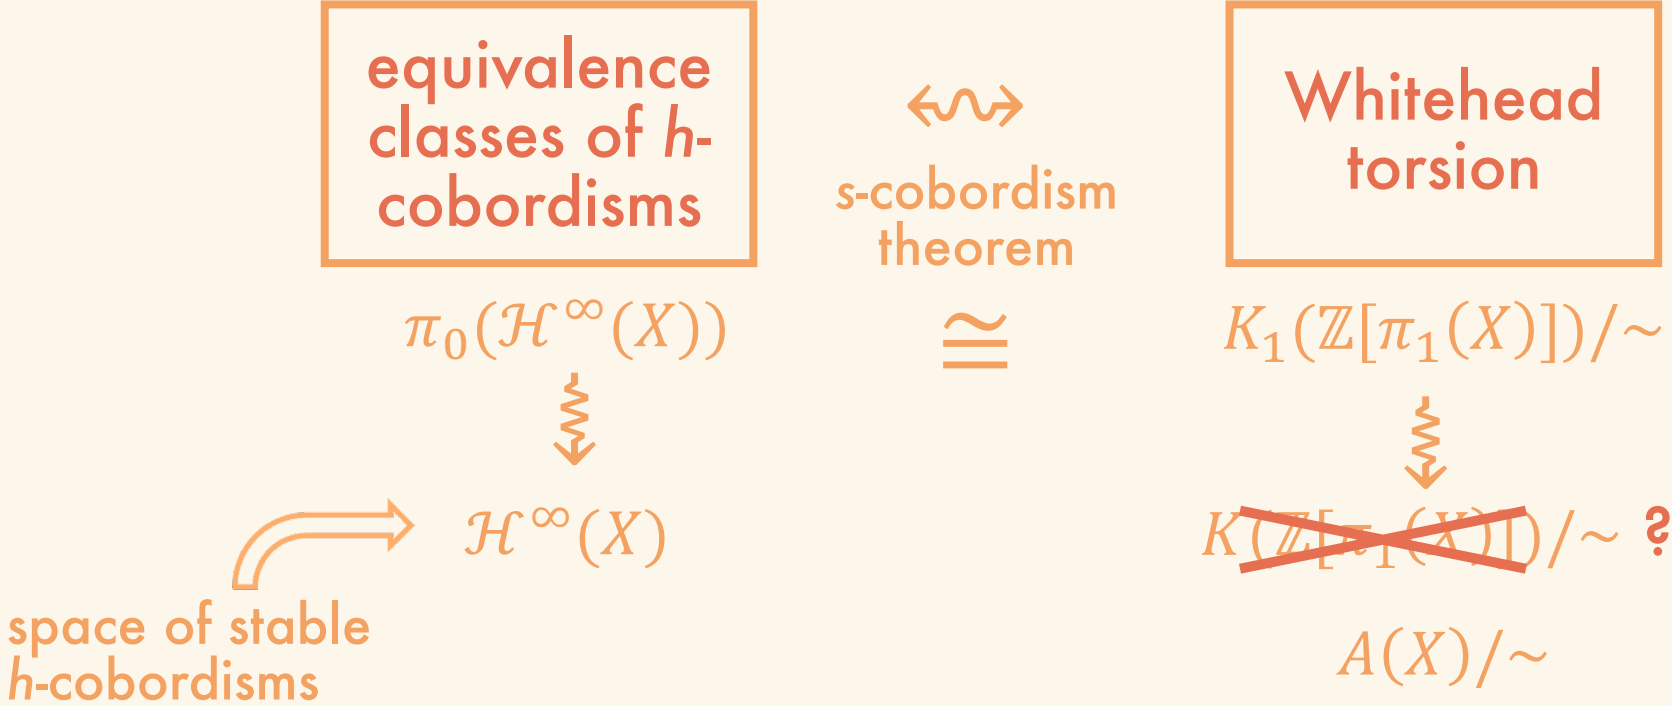 equivalence
classes of h-
cobordisms
s-cobordism
theorem
Whitehead
torsion
π₀(ℋ^∞(X))
≅
K₁(ℤ[π₁(X)])/~
ℋ^∞(X)
K(ℤ[π₁(X)])/~ ?
space of stable
h-cobordisms
A(X)/~